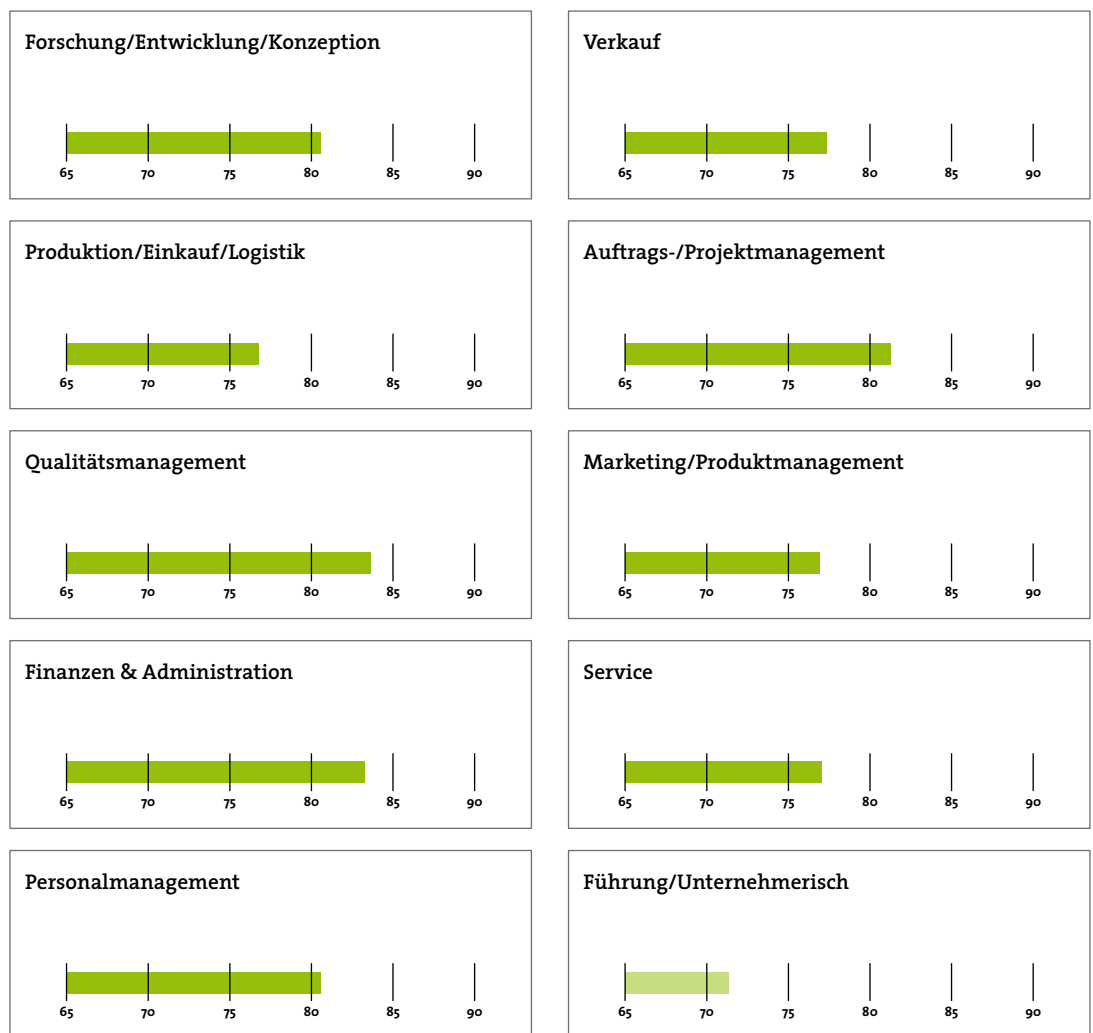 Forschung/Entwicklung/Konzeption
65 70 75 80 85 90
Verkauf
65 70 75 80 85 90
Produktion/Einkauf/Logistik
65 70 75 80 85 90
Auftrags-/Projektmanagement
65 70 75 80 85 90
Qualitätsmanagement
65 70 75 80 85 90
Marketing/Produktmanagement
65 70 75 80 85 90
Finanzen & Administration
65 70 75 80 85 90
Service
65 70 75 80 85 90
Personalmanagement
65 70 75 80 85 90
Führung/Unternehmerisch
65 70 75 80 85 90